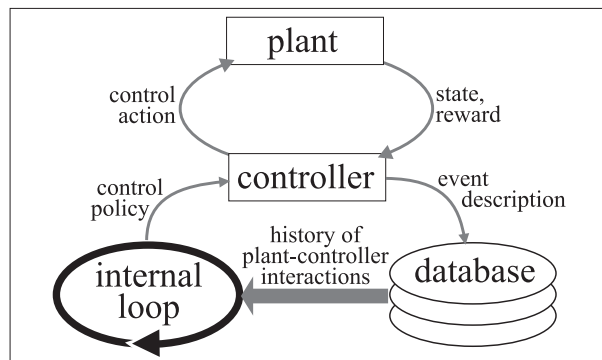 plant
control
action
state,
reward
controller
control
policy
event
description
history of
plant-controller
interactions
internal
loop
database